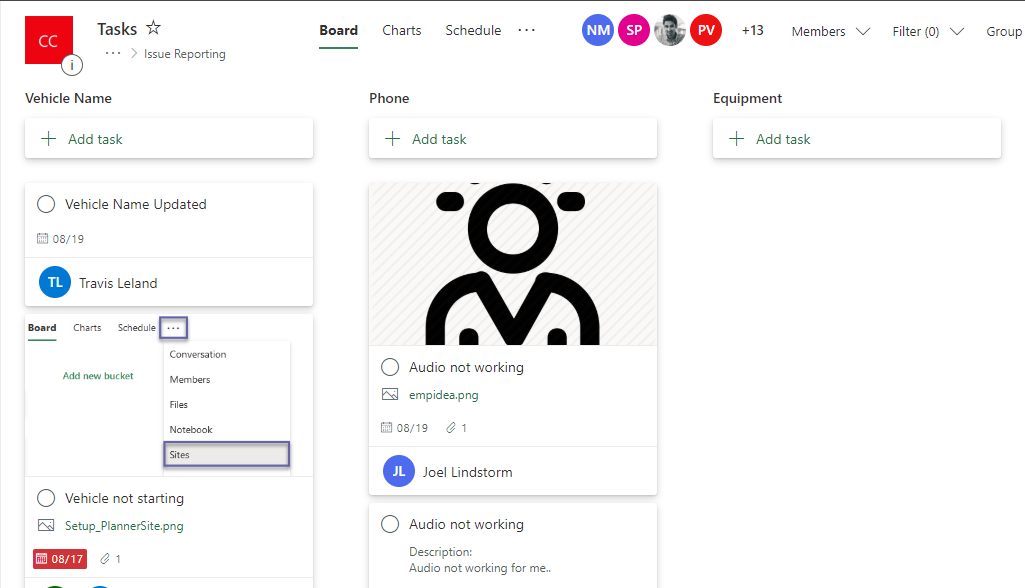 CC
Tasks
Board Charts Schedule ···
NM SP PV +13 Members Filter (0) Group
i
··· > Issue Reporting
Vehicle Name
+ Add task
Vehicle Name Updated
08/19
TL Travis Leland
Board Charts Schedule ···
Add new bucket
Conversation
Members
Files
Notebook
Sites
Vehicle not starting
Setup_PlannerSite.png
08/17 1
Phone
+ Add task
Audio not working
empidea.png
08/19 1
JL Joel Lindstorm
Audio not working
Description:
Audio not working for me..
Equipment
+ Add task